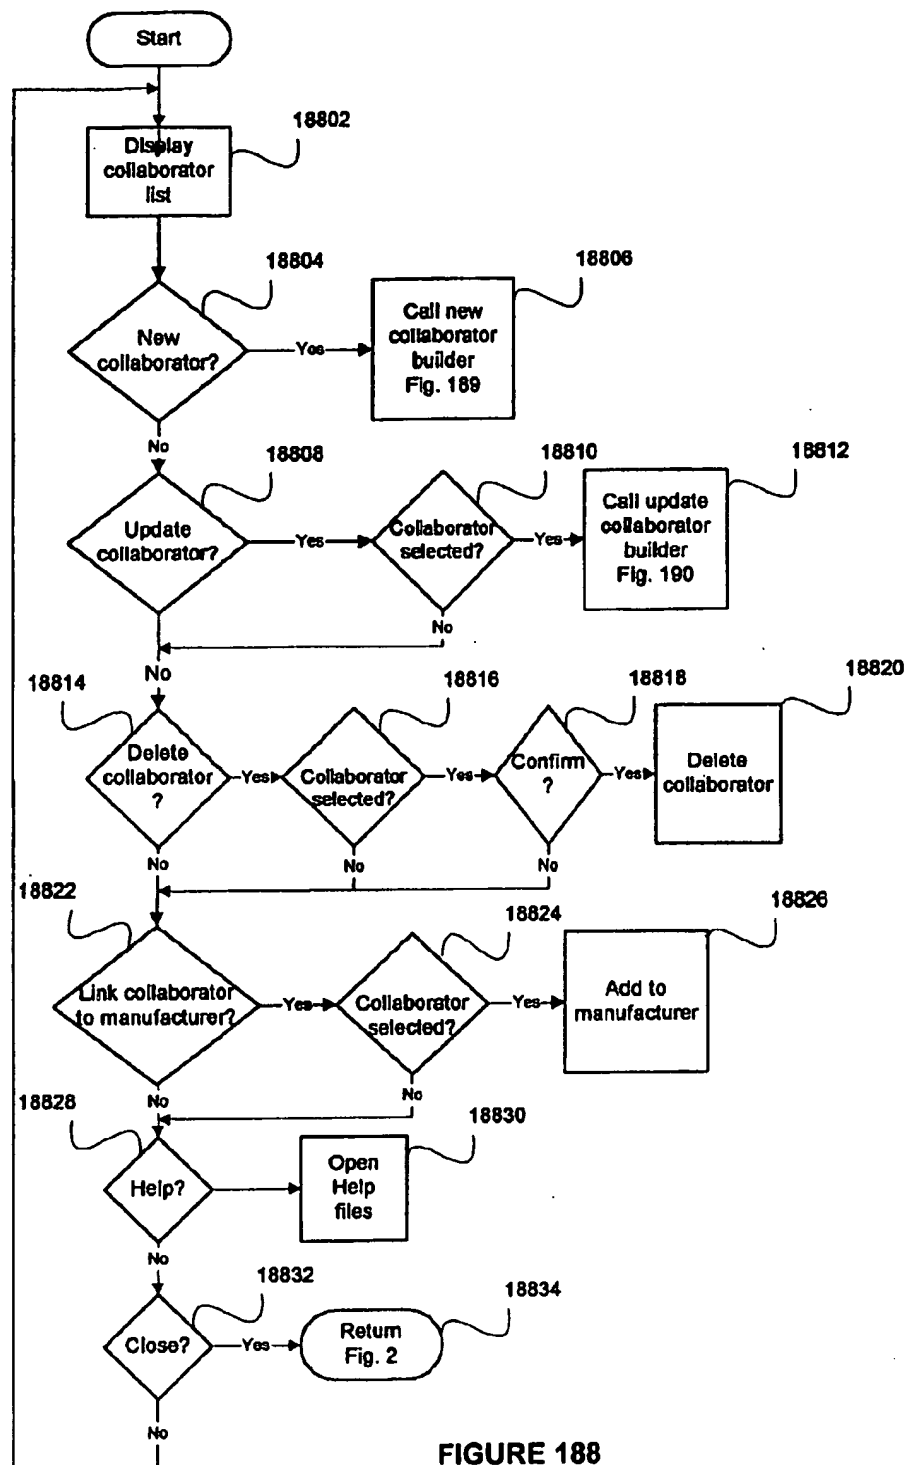 Start
18802
Display
collaborator
list
18804
18806
New
collaborator?
Yes
Call new
collaborator
builder
Fig. 189
No
18808
18810
18812
Update
collaborator?
Yes
Collaborator
selected?
Yes
Call update
collaborator
builder
Fig. 190
No
No
18814
18816
18818
18820
Delete
collaborator
?
Yes
Collaborator
selected?
Yes
Confirm
?
Yes
Delete
collaborator
No
No
No
18822
18824
18826
Link collaborator
to manufacturer?
Yes
Collaborator
selected?
Yes
Add to
manufacturer
No
No
18828
18830
Help?
Open
Help
files
No
18832
18834
Close?
Yes
Return
Fig. 2
No
FIGURE 188